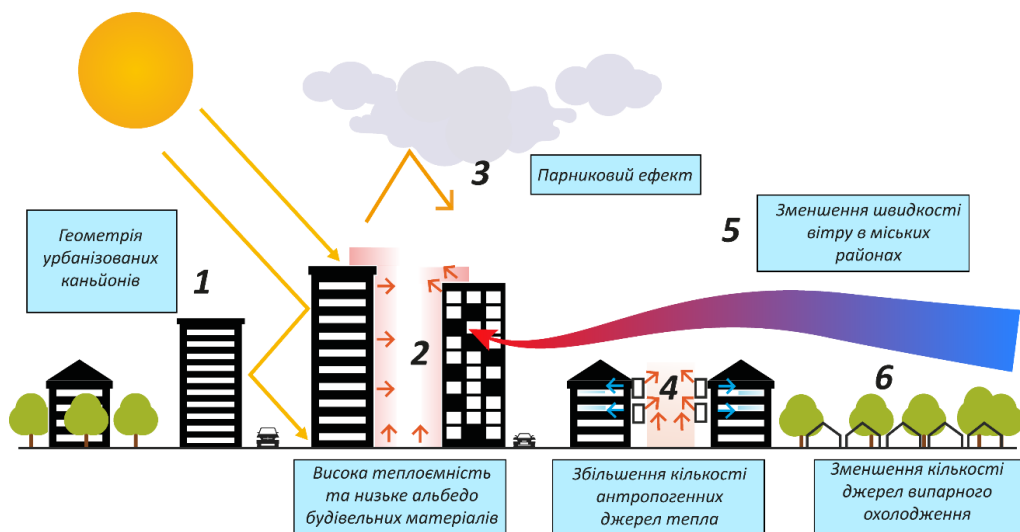 3
Парниковий ефект
5
Зменшення швидкості
вітру в міських
районах
Геометрія
урбанізованих
каньйонів
1
2
4
6
Висока теплоємність
та низьке альбедо
будівельних матеріалів
Збільшення кількості
антропогенних
джерел тепла
Зменшення кількості
джерел випарного
охолодження